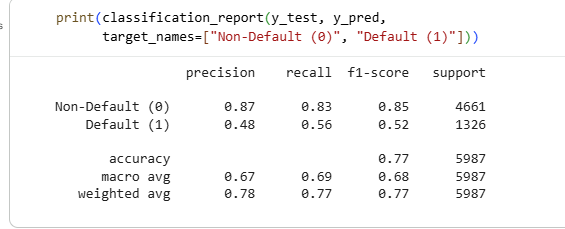 s
print(classification_report(y_test, y_pred,
target_names=["Non-Default (0)", "Default (1)"]))
precision recall f1-score support
Non-Default (0) 0.87 0.83 0.85 4661
Default (1) 0.48 0.56 0.52 1326
accuracy 0.77 5987
macro avg 0.67 0.69 0.68 5987
weighted avg 0.78 0.77 0.77 5987